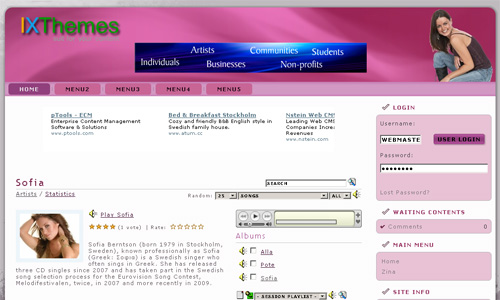 IXThemes
Artists Communities Students
Individuals Businesses Non-profits
HOME MENU2 MENU3 MENU4 MENU5
pTools - EEM
Enterprise Content Management
Software & Solutions
www.ptools.com
Bed & Breakfast Stockholm
Cozy and friendly B&B English style in
Swedish family house.
www.atum.cc
Nstein Web CM
Leading Web CMS
Companies Increa
Revenues
www.nstein.com
LOGIN
Username:
WEBMASTE
USER LOGIN
Password:
Lost Password?
WAITING CONTENTS
Comments 0
MAIN MENU
Home
Zina
SITE INFO
Sofia
SEARCH
Artists / Statistics
Random: 25 SONGS ALL
Play Sofia
(1 vote) | Rate:
Sofia Berntson (born 1979 in Stockholm,
Sweden), known professionally as Sofia
(Greek: Σοφία) is a Swedish singer who
often sings in Greek. She has released
three CD singles since 2007 and has taken part in the Swedish
song selection process for the Eurovision Song Contest,
Melodifestivalen, twice, in 2007 and more recently in 2009.
Albums
Alla
Pote
Sofia
- SESSION PLAYLIST -